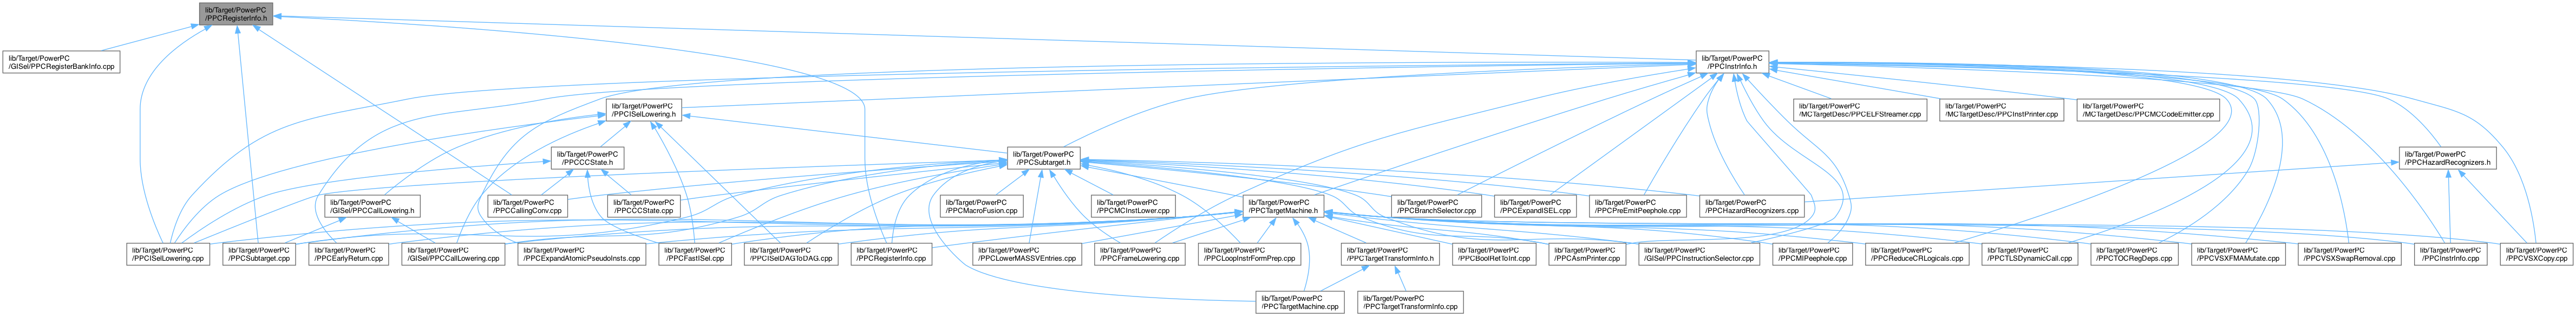 lib/Target/PowerPC
/PPCRegisterInfo.h
lib/Target/PowerPC
/GISel/PPCRegisterBankInfo.cpp
lib/Target/PowerPC
/PPCInstrInfo.h
lib/Target/PowerPC
/PPCISelLowering.h
lib/Target/PowerPC
/MCTargetDesc/PPCELFStreamer.cpp
lib/Target/PowerPC
/MCTargetDesc/PPCInstPrinter.cpp
lib/Target/PowerPC
/MCTargetDesc/PPCMCCodeEmitter.cpp
lib/Target/PowerPC
/PPCCCState.h
lib/Target/PowerPC
/PPCSubtarget.h
lib/Target/PowerPC
/PPCHazardRecognizers.h
lib/Target/PowerPC
/GISel/PPCCallLowering.h
lib/Target/PowerPC
/PPCCallingConv.cpp
lib/Target/PowerPC
/PPCCCState.cpp
lib/Target/PowerPC
/PPCMacroFusion.cpp
lib/Target/PowerPC
/PPCMCInstLower.cpp
lib/Target/PowerPC
/PPCTargetMachine.h
lib/Target/PowerPC
/PPCBranchSelector.cpp
lib/Target/PowerPC
/PPCExpandISEL.cpp
lib/Target/PowerPC
/PPCPreEmitPeephole.cpp
lib/Target/PowerPC
/PPCHazardRecognizers.cpp
lib/Target/PowerPC
/PPCISelLowering.cpp
lib/Target/PowerPC
/PPCSubtarget.cpp
lib/Target/PowerPC
/PPCEarlyReturn.cpp
lib/Target/PowerPC
/GISel/PPCCallLowering.cpp
lib/Target/PowerPC
/PPCExpandAtomicPseudoInsts.cpp
lib/Target/PowerPC
/PPCFastISel.cpp
lib/Target/PowerPC
/PPCISelDAGToDAG.cpp
lib/Target/PowerPC
/PPCRegisterInfo.cpp
lib/Target/PowerPC
/PPCLowerMASSVEntries.cpp
lib/Target/PowerPC
/PPCFrameLowering.cpp
lib/Target/PowerPC
/PPCLoopInstrFormPrep.cpp
lib/Target/PowerPC
/PPCTargetTransformInfo.h
lib/Target/PowerPC
/PPCBoolRetToInt.cpp
lib/Target/PowerPC
/PPCAsmPrinter.cpp
lib/Target/PowerPC
/GISel/PPCInstructionSelector.cpp
lib/Target/PowerPC
/PPCMIPeephole.cpp
lib/Target/PowerPC
/PPCReduceCRLogicals.cpp
lib/Target/PowerPC
/PPCTLSDynamicCall.cpp
lib/Target/PowerPC
/PPCTOCRegDeps.cpp
lib/Target/PowerPC
/PPCVSXFMAMutate.cpp
lib/Target/PowerPC
/PPCVSXSwapRemoval.cpp
lib/Target/PowerPC
/PPCInstrInfo.cpp
lib/Target/PowerPC
/PPCVSXCopy.cpp
lib/Target/PowerPC
/PPCTargetMachine.cpp
lib/Target/PowerPC
/PPCTargetTransformInfo.cpp